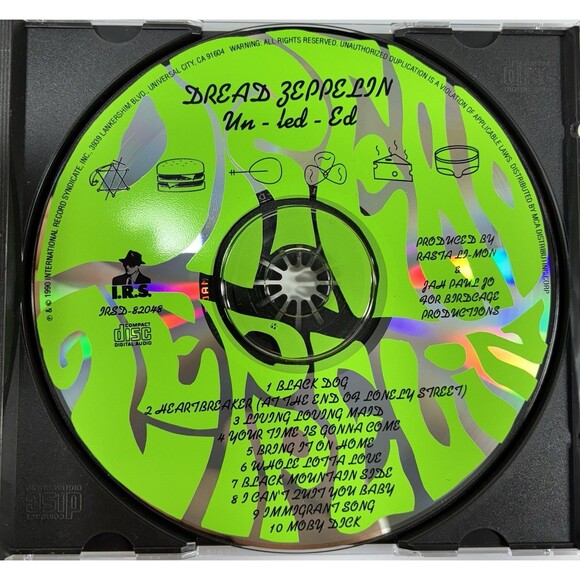 ℗ & © 1990 INTERNATIONAL RECORD SYNDICATE, INC., 3939 LANKERSHIM BLVD., UNIVERSAL CITY, CA 91604 WARNING: ALL RIGHTS RESERVED. UNAUTHORIZED DUPLICATION IS A VIOLATION OF APPLICABLE LAWS. DISTRIBUTED BY MCA DISTRIBUTING CORP.
DREAD ZEPPELIN
Un-led-Ed
I.R.S.
IRSD-82048
COMPACT
disc
DIGITAL AUDIO
PRODUCED BY
RASTA LI-MON
&
JAH PAUL JO
FOR BIRDCAGE
PRODUCTIONS
DREAD
ZEPPELIN
1 BLACK DOG
2 HEARTBREAKER (AT THE END OF LONELY STREET)
3 LIVING LOVING MAID
4 YOUR TIME IS GONNA COME
5 BRING IT ON HOME
6 WHOLE LOTTA LOVE
7 BLACK MOUNTAIN SIDE
8 I CAN'T QUIT YOU BABY
9 IMMIGRANT SONG
10 MOBY DICK